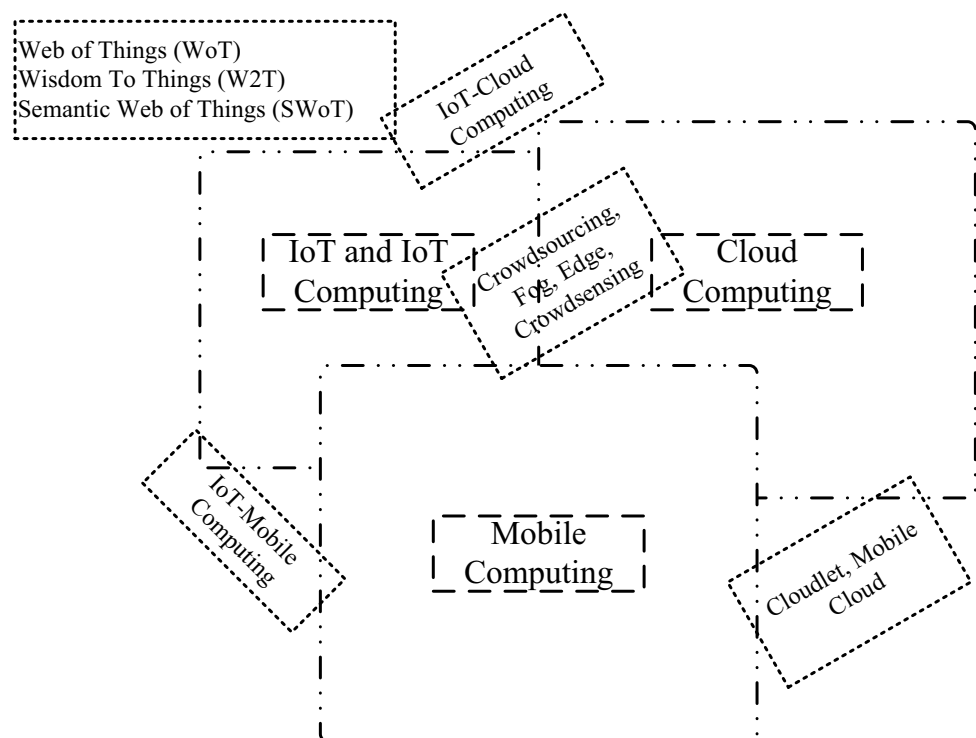 Web of Things (WoT)
Wisdom To Things (W2T)
Semantic Web of Things (SWoT)
IoT-Cloud
Computing
IoT and IoT
Computing
Crowdsourcing,
Fog, Edge,
Crowdsensing
Cloud
Computing
IoT-Mobile
Computing
Mobile
Computing
Cloudlet, Mobile
Cloud